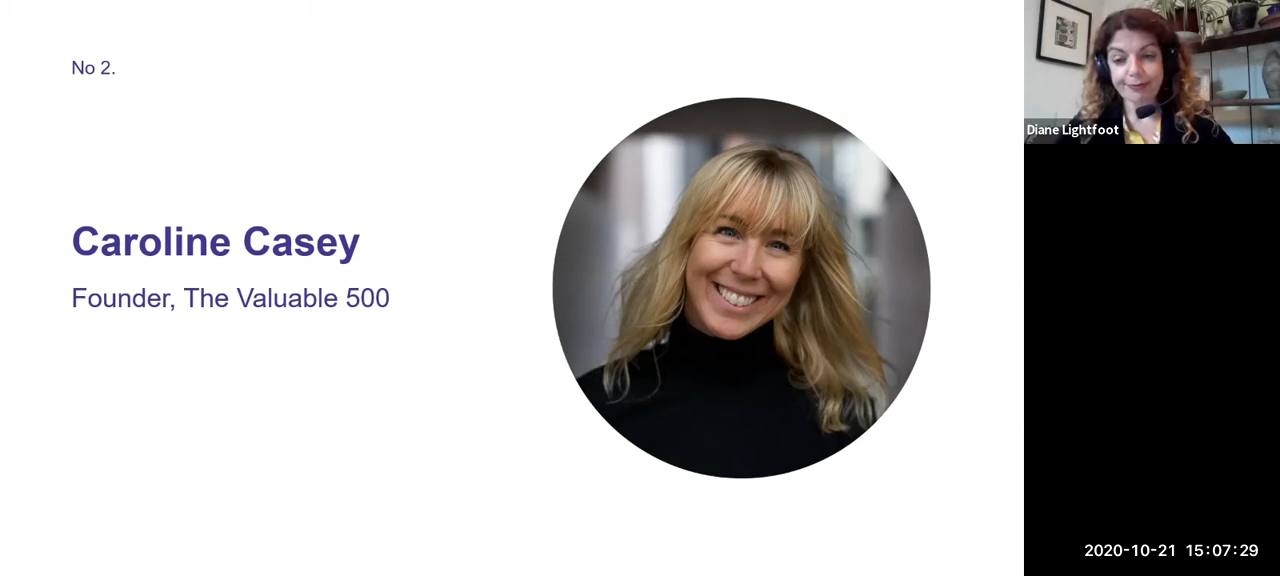 No 2.
Caroline Casey
Founder, The Valuable 500
Diane Lightfoot
2020-10-21 15:07:29